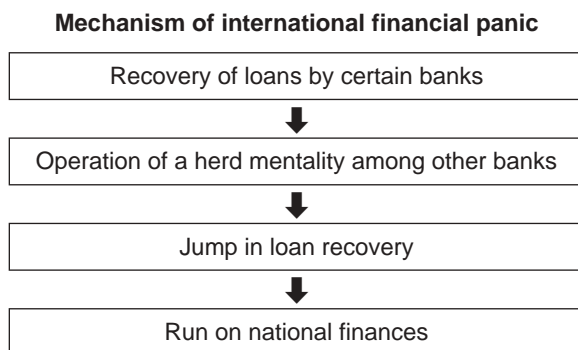 Mechanism of international financial panic
Recovery of loans by certain banks
Operation of a herd mentality among other banks
Jump in loan recovery
Run on national finances